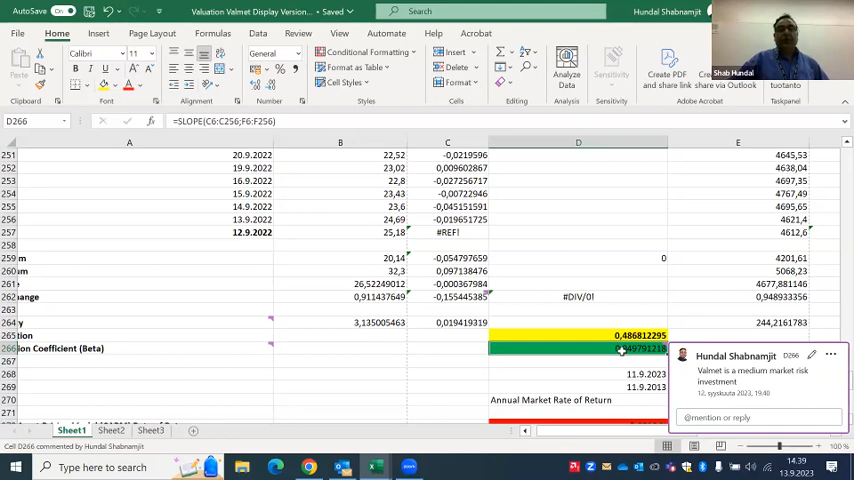 AutoSave On Valuation Valmet Display Version... • Saved Search Hundal Shabnamjit
File Home Insert Page Layout Formulas Data Review View Automate Help Acrobat
Calibri 11 General Conditional Formatting Insert
Paste B I U Format as Table Delete Analyze Data Sensitivity Create PDF and share link
Cell Styles Format share via Outlook
Clipboard Font Alignment Number Styles Cells Editing Analysis Sensitivity Adobe Acrobat Taskpanel
Shab Hundal
tuotanto
D266 fx =SLOPE(C6:C256;F6:F256)
A B C D E
251 20.9.2022 22,52 -0,0219596 4645,53
252 19.9.2022 23,02 0,009602867 4638,04
253 16.9.2022 22,8 -0,027256717 4697,35
254 15.9.2022 23,43 -0,00722946 4767,49
255 14.9.2022 23,6 -0,045151591 4695,65
256 13.9.2022 24,69 -0,019651725 4621,4
257 12.9.2022 25,18 #REF! 4612,6
258
259 m 20,14 -0,054797659 0 4201,61
260 um 32,3 0,097138476 5068,23
261 e 26,52249012 -0,000367984 4677,881146
262 ange 0,911437649 -0,155445385 #DIV/0! 0,948933356
263
264 y 3,135005463 0,019419319 244,2161783
265 tion 0,486812295
266 ion Coefficient (Beta)
267
268 11.9.2023
269 11.9.2013
270 Annual Market Rate of Return
271
Hundal Shabnamjit D266
Valmet is a medium market risk
investment
12. syyskuuta 2023, 19.40
@mention or reply
Sheet1 Sheet2 Sheet3
Cell D266 commented by Hundal Shabnamjit 100 %
Type here to search 14.39
13.9.2023